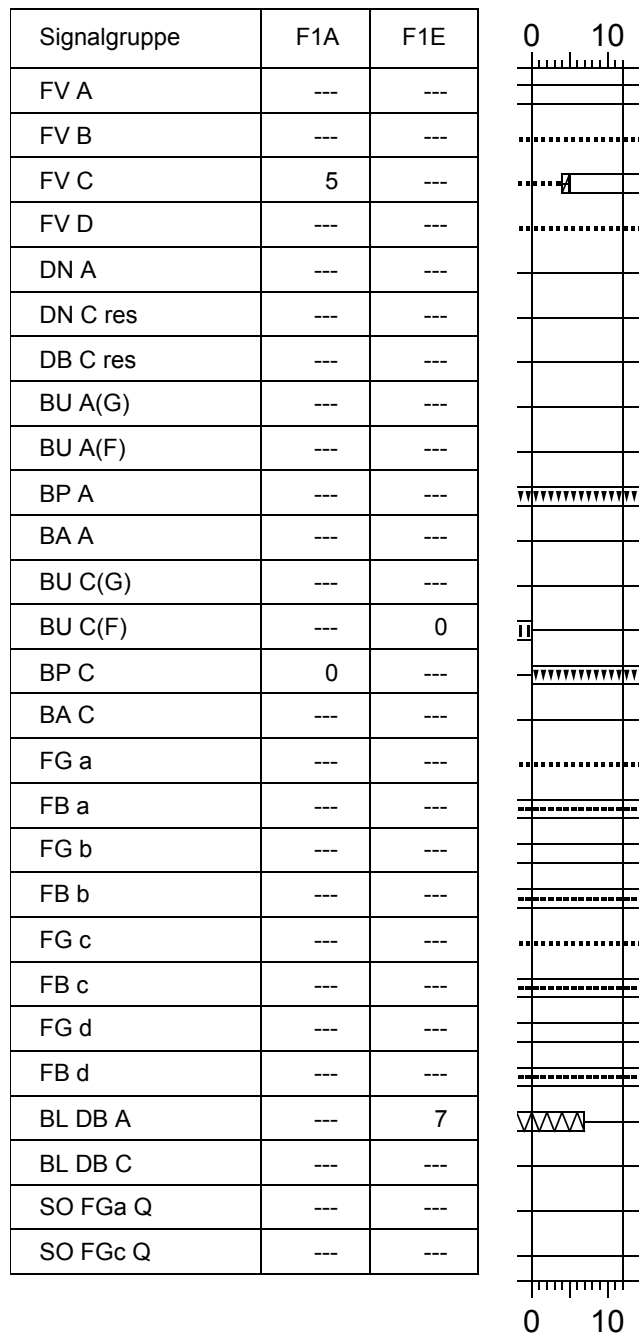 Signalgruppe F1A F1E 0 10
FV A --- ---
FV B --- ---
FV C 5 ---
FV D --- ---
DN A --- ---
DN C res --- ---
DB C res --- ---
BU A(G) --- ---
BU A(F) --- ---
BP A --- ---
BA A --- ---
BU C(G) --- ---
BU C(F) --- 0
BP C 0 ---
BA C --- ---
FG a --- ---
FB a --- ---
FG b --- ---
FB b --- ---
FG c --- ---
FB c --- ---
FG d --- ---
FB d --- ---
BL DB A --- 7
BL DB C --- ---
SO FGa Q --- ---
SO FGc Q --- ---
0 10